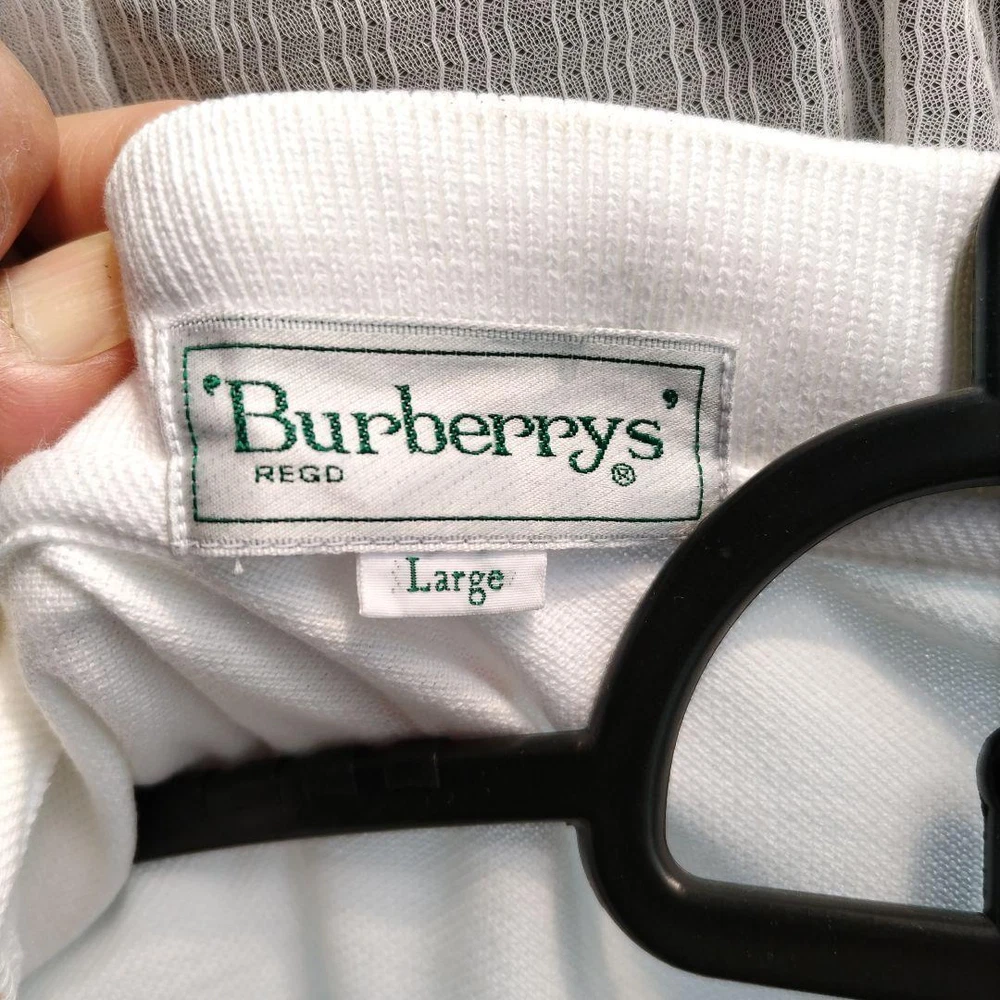 ‘Burberrys’
REGD ®
Large